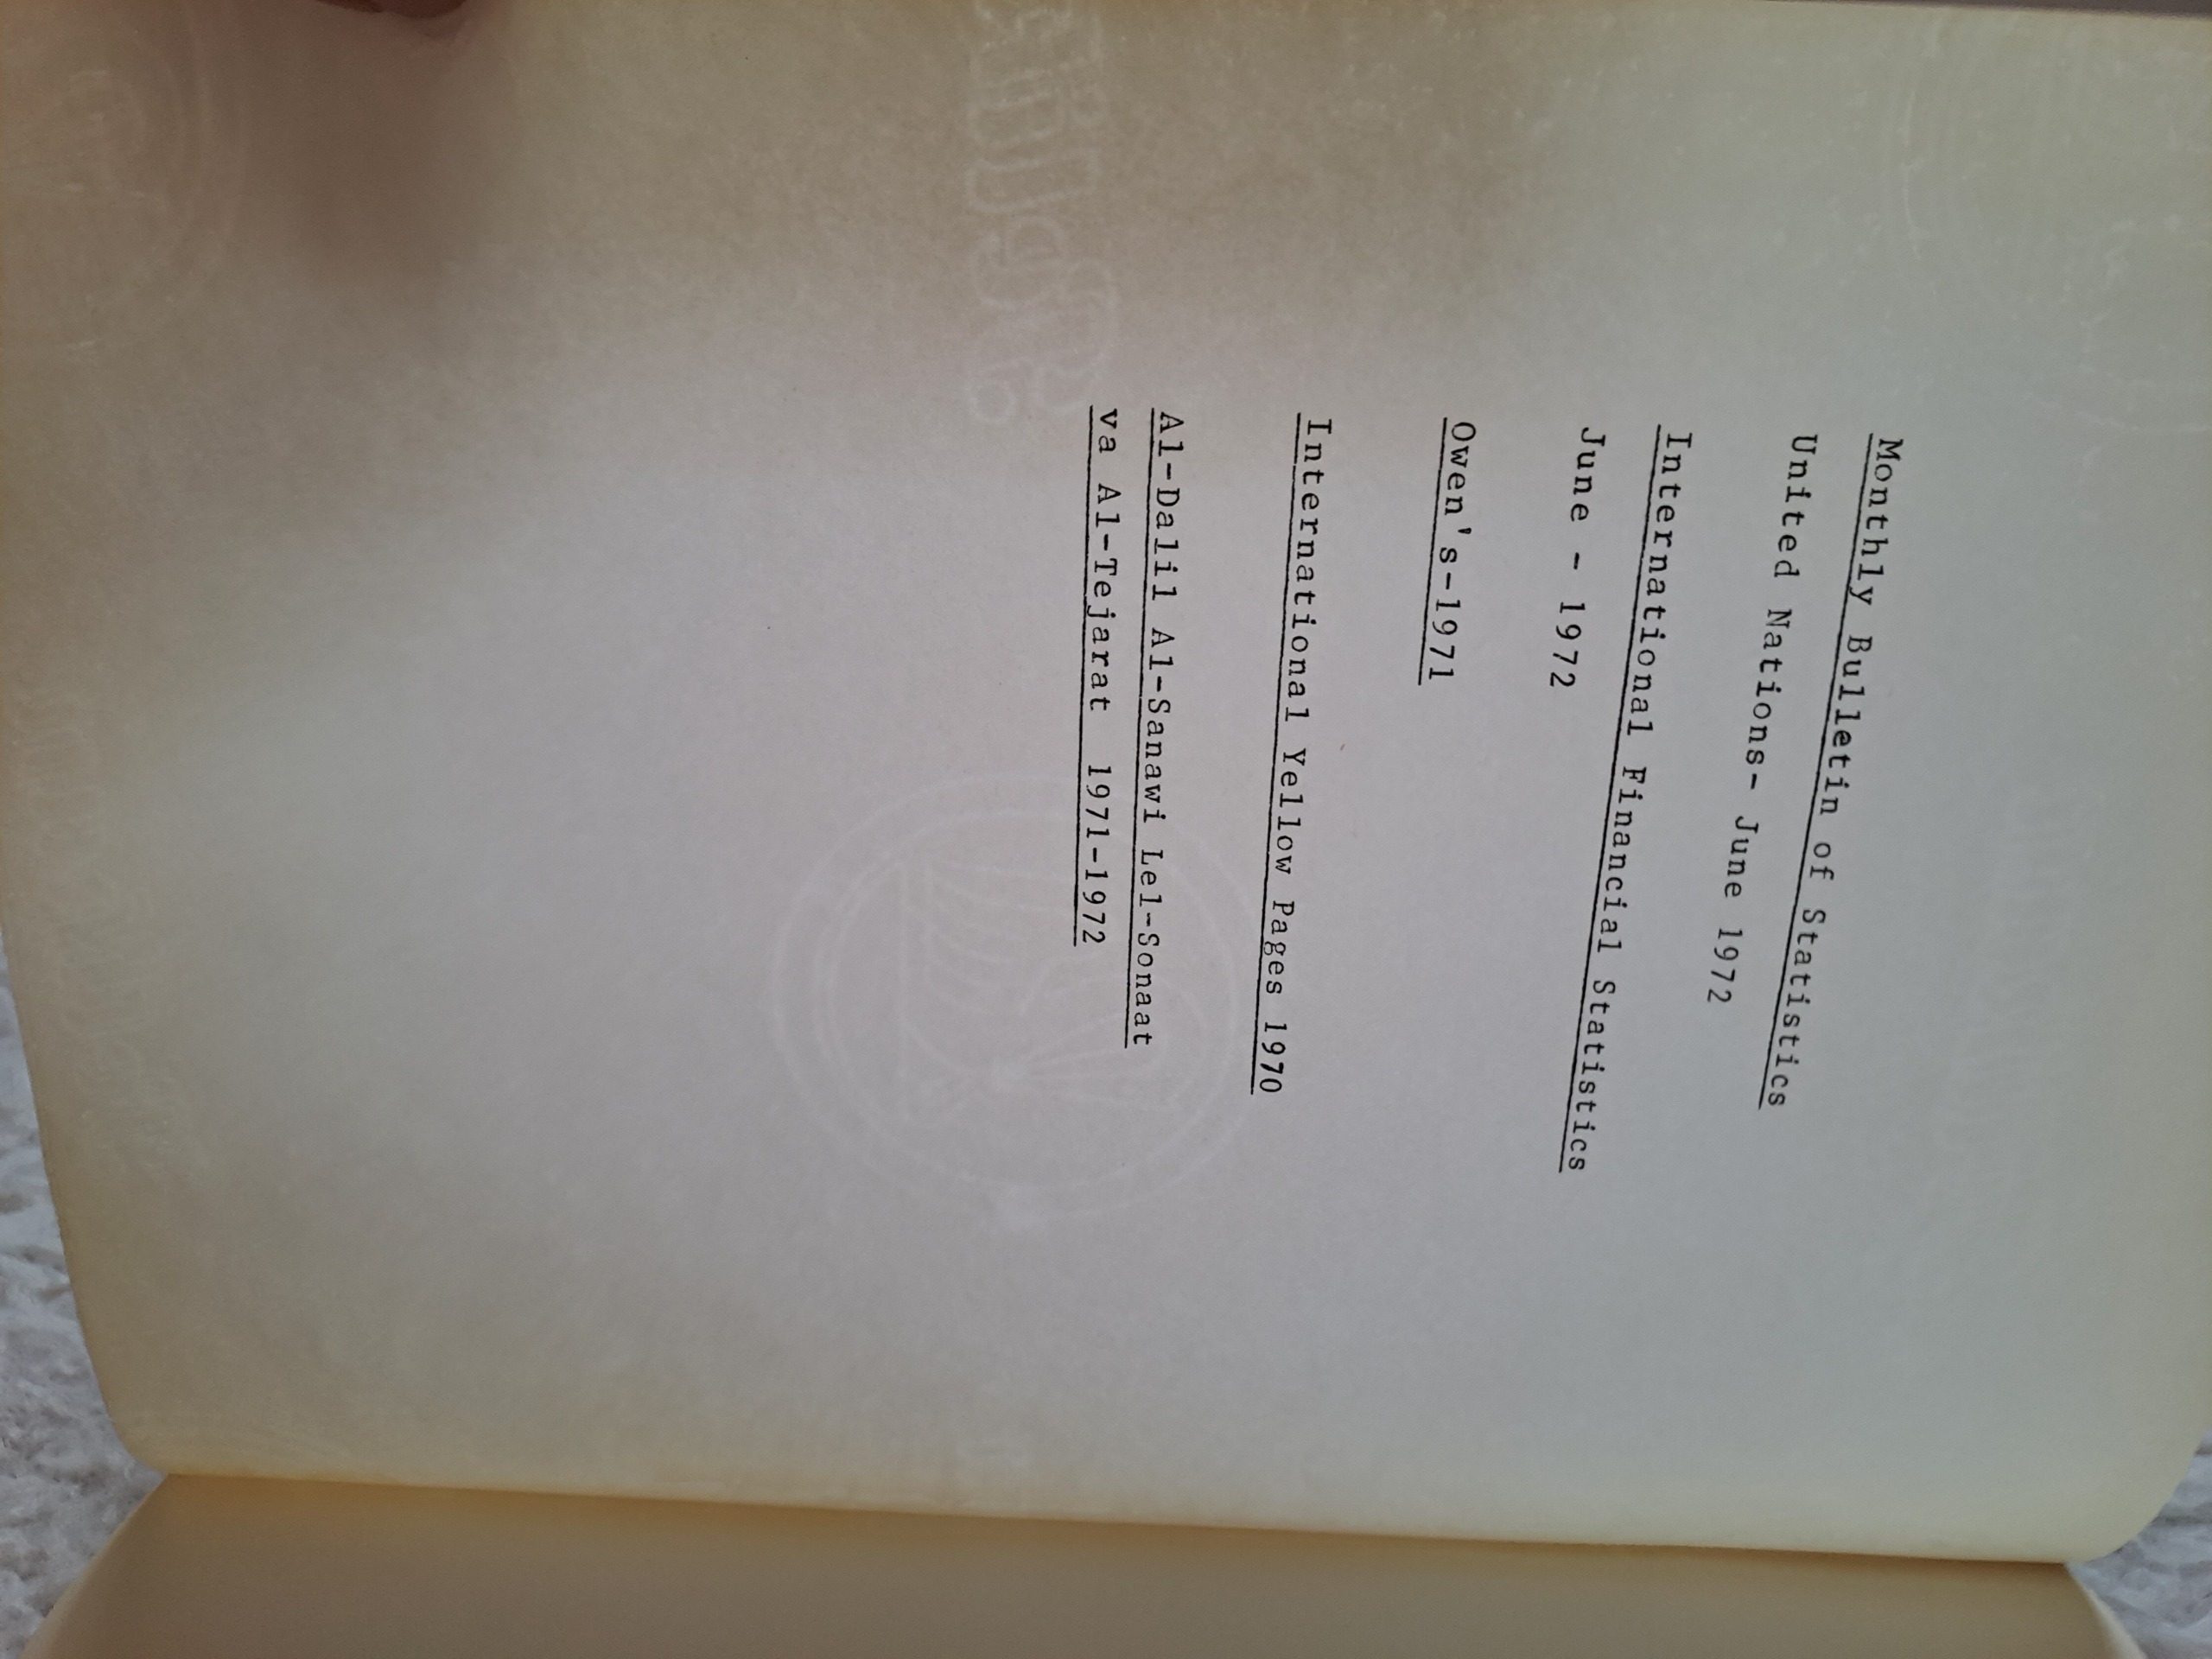 Monthly Bulletin of Statistics
United Nations- June 1972
International Financial Statistics
June - 1972
Owen's-1971
International Yellow Pages 1970
Al-Dalil Al-Sanawi Lel-Sonaat
va Al-Tejarat 1971-1972